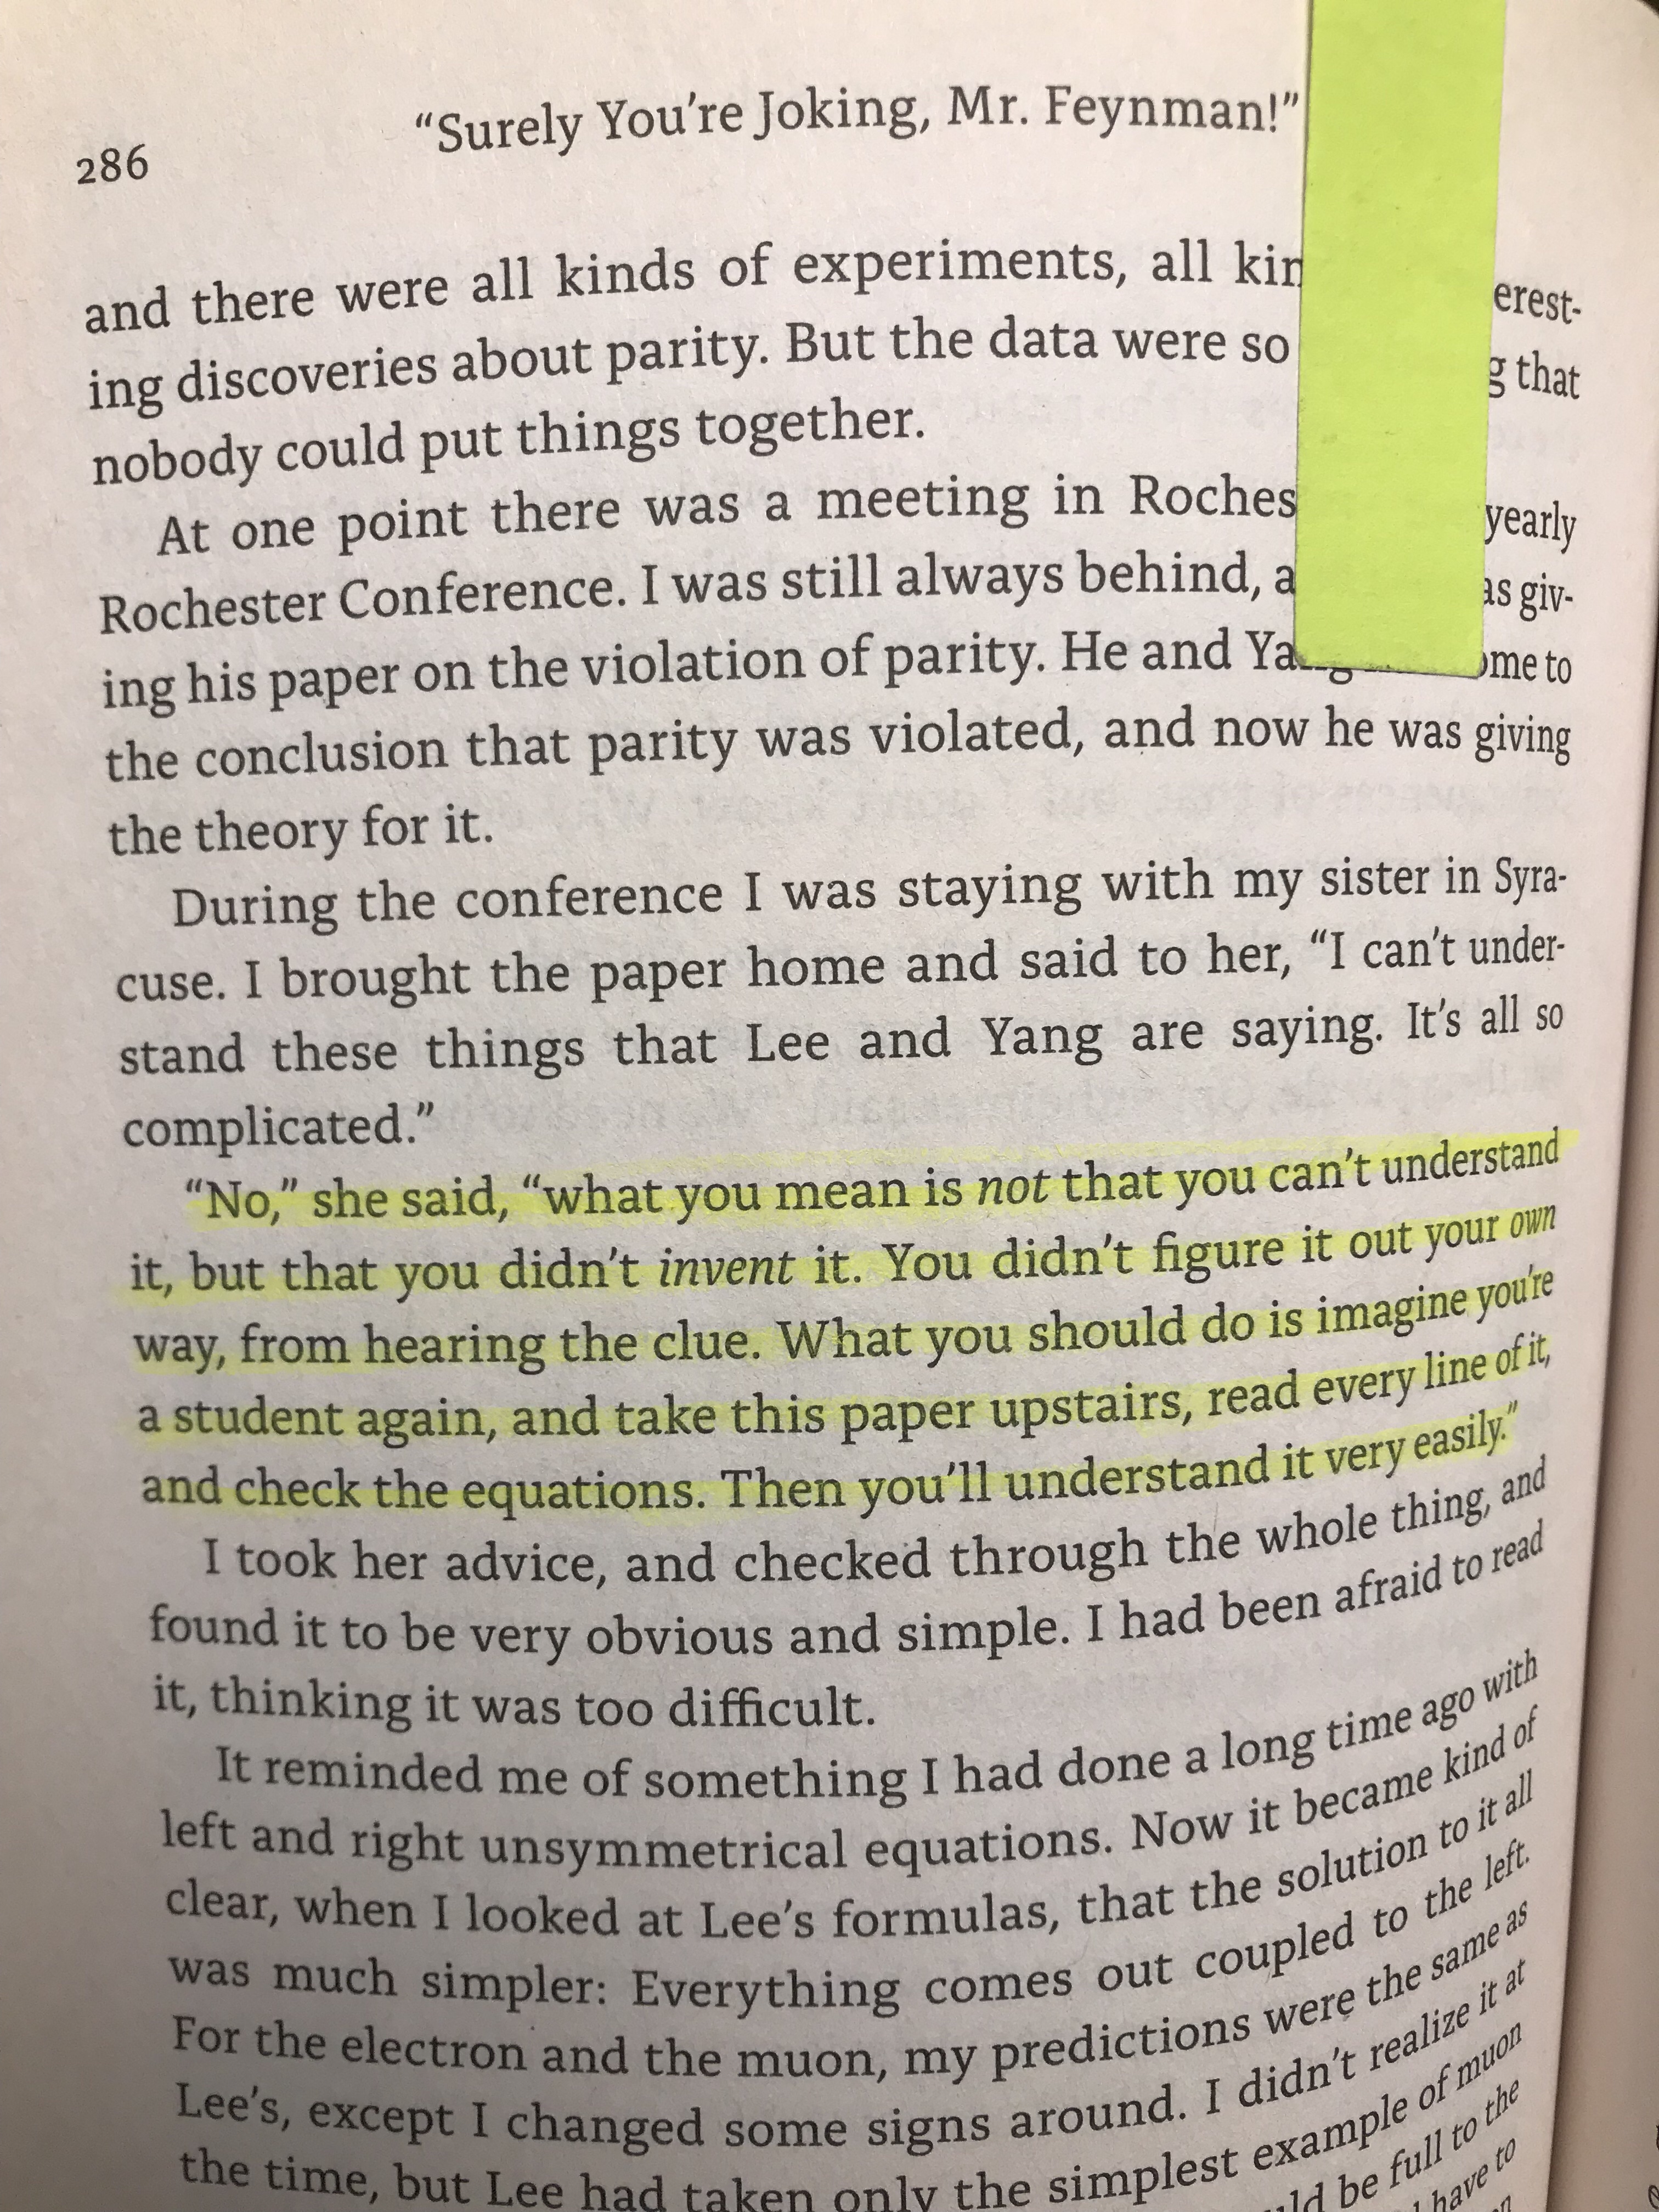 286
“Surely You’re Joking, Mr. Feynman!”
and there were all kinds of experiments, all kin erest-
ing discoveries about parity. But the data were so g that
nobody could put things together.
At one point there was a meeting in Roches yearly
Rochester Conference. I was still always behind, a as giv-
ing his paper on the violation of parity. He and Yang ome to
the conclusion that parity was violated, and now he was giving
the theory for it.
During the conference I was staying with my sister in Syra-
cuse. I brought the paper home and said to her, “I can’t under-
stand these things that Lee and Yang are saying. It’s all so
complicated.”
“No,” she said, “what you mean is not that you can’t understand
it, but that you didn’t invent it. You didn’t figure it out your own
way, from hearing the clue. What you should do is imagine you’re
a student again, and take this paper upstairs, read every line of it,
and check the equations. Then you’ll understand it very easily.”
I took her advice, and checked through the whole thing, and
found it to be very obvious and simple. I had been afraid to read
it, thinking it was too difficult.
It reminded me of something I had done a long time ago with
left and right unsymmetrical equations. Now it became kind of
clear, when I looked at Lee’s formulas, that the solution to it all
was much simpler: Everything comes out coupled to the left.
For the electron and the muon, my predictions were the same as
Lee’s, except I changed some signs around. I didn’t realize it at
the time, but Lee had taken only the simplest example of muon
be full to the
have to